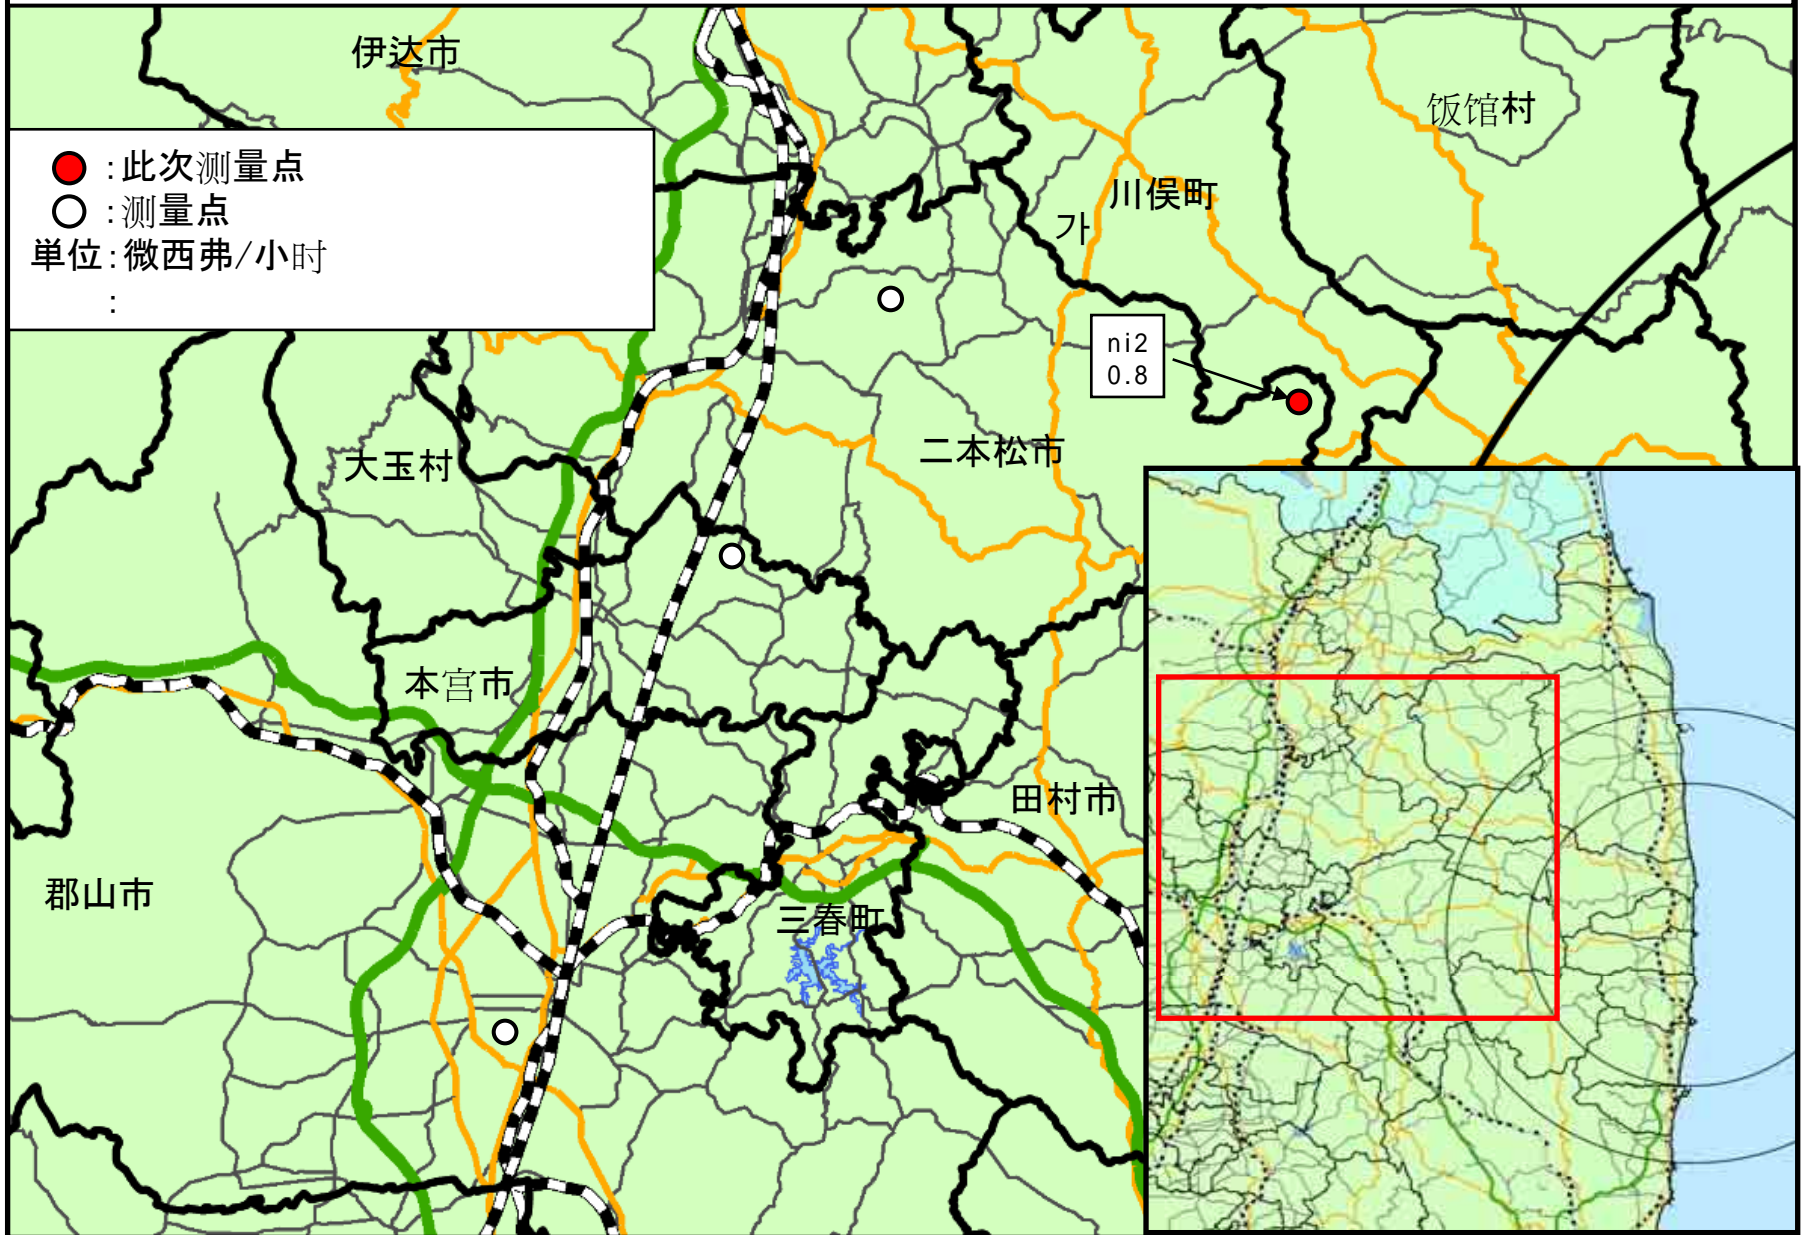 伊达市
饭馆村
:此次测量点
:测量点
単位:微西弗/小时
:
川俣町
가
ni2
0.8
二本松市
大玉村
本宫市
田村市
郡山市
三春町